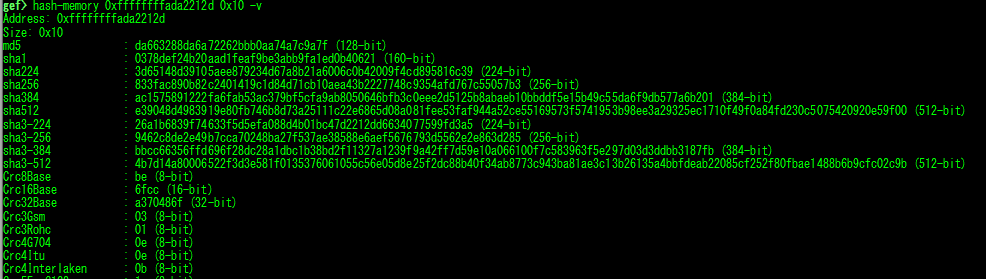 gef> hash-memory 0xffffffffada2212d 0x10 -v
Address: 0xffffffffada2212d
Size: 0x10
md5 : da663288da6a72262bbb0aa74a7c9a7f (128-bit)
sha1 : 0378def24b20aad1feaf9be3abb9fa1ed0b40621 (160-bit)
sha224 : 3d65148d39105aee879234d67a8b21a6006c0b42009f4cd895816c39 (224-bit)
sha256 : 833fac890b82c2401419c1d84d71cb10aea43b2227748c9354afd767c55057b3 (256-bit)
sha384 : ac1575891222fa6fab53ac379bf5cfa9ab8050646bfb3c0eee2d5125b8abaeb10bbddf5e15b49c55da6f9db577a6b201 (384-bit)
sha512 : e39048d4983919e80fb746b8d73a25111c22e6865d08a081fee53faf944a52ce55169573f5741953b98ee3a29325ec1710f49f0a84fd230c5075420920e59f00 (512-bit)
sha3-224 : 26a1b6839f74633f5d5efa088d4b01bc47d2212dd6634077599fd3a5 (224-bit)
sha3-256 : 9462c8de2e49b7cca70248ba27f537ae38588e6aef5676793d5562e2e863d285 (256-bit)
sha3-384 : bbcc66356ffd696f28dc28a1dbc1b38bd2f11327a1239f9a42ff7d59e10a066100f7c583963f5e297d03d3ddbb3187fb (384-bit)
sha3-512 : 4b7d14a80006522f3d3e581f0135376061055c56e05d8e25f2dc88b40f34ab8773c943ba81ae3c13b26135a4bbfdeab22085cf252f80fbae1488b6b9cfc02c9b (512-bit)
Crc8Base : be (8-bit)
Crc16Base : 6fcc (16-bit)
Crc32Base : a370486f (32-bit)
Crc3Gsm : 03 (8-bit)
Crc3Rohc : 01 (8-bit)
Crc4G704 : 0e (8-bit)
Crc4Itu : 0e (8-bit)
Crc4Interlaken : 0b (8-bit)